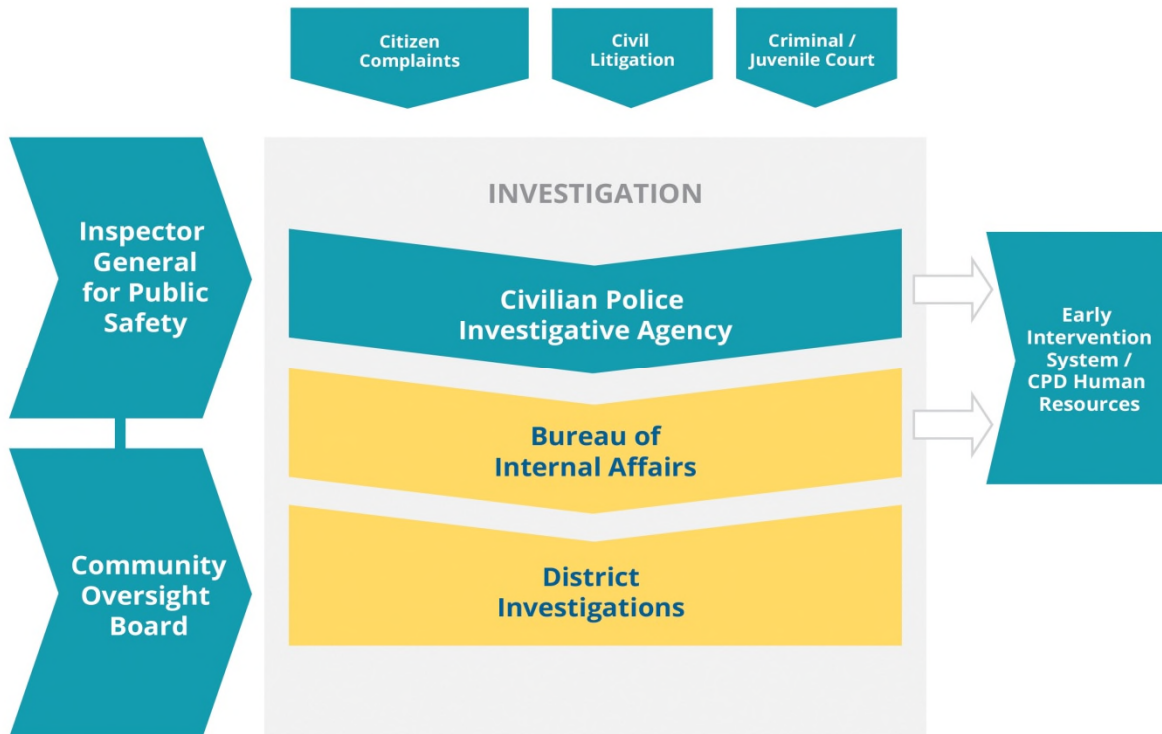 Citizen
Complaints
Civil
Litigation
Criminal /
Juvenile Court
INVESTIGATION
Inspector
General
for Public
Safety
Civilian Police
Investigative Agency
Early
Intervention
System /
CPD Human
Resources
Bureau of
Internal Affairs
Community
Oversight
Board
District
Investigations